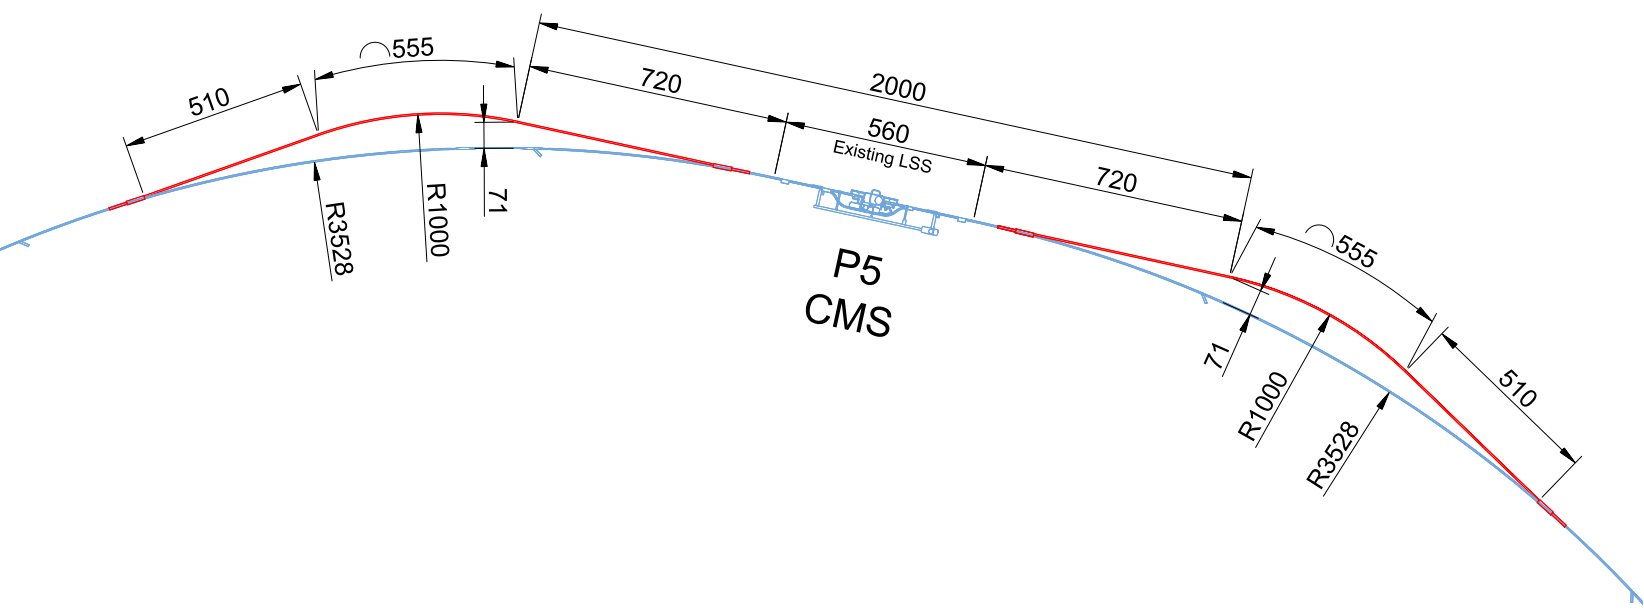 ⌒555
510
720
2000
560
Existing LSS
720
R3528
R1000
71
P5
CMS
⌒555
71
R1000
R3528
510